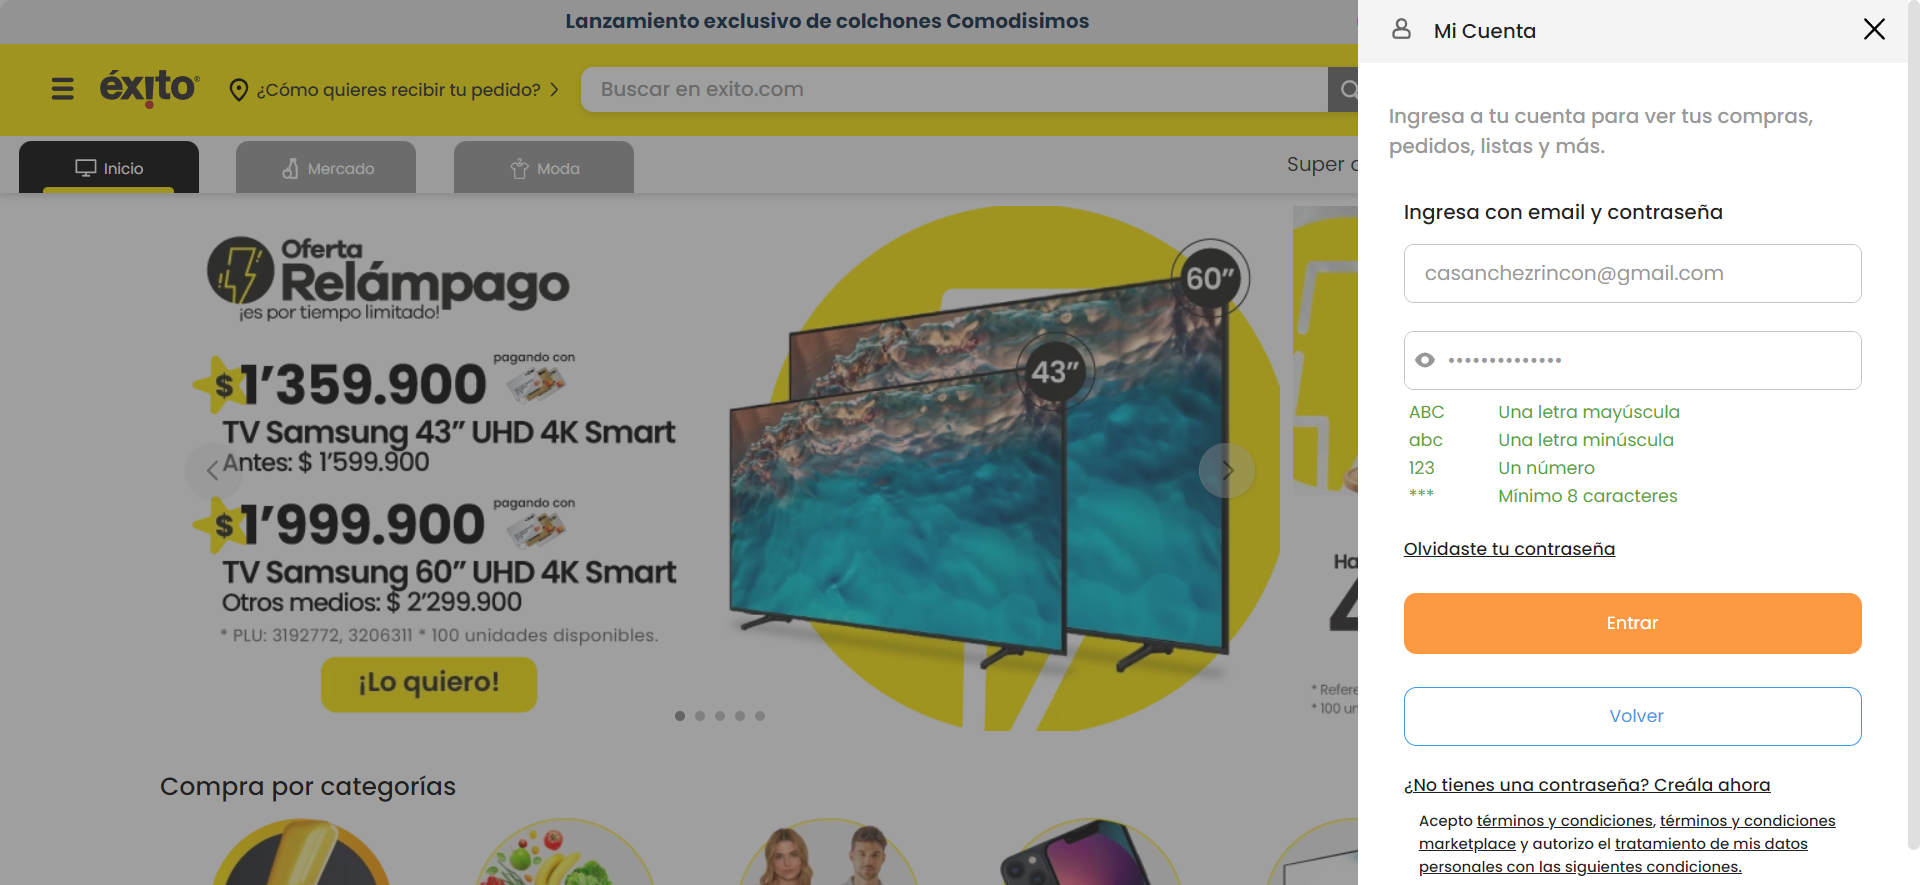 Lanzamiento exclusivo de colchones Comodisimos
éxito
¿Cómo quieres recibir tu pedido?
Buscar en exito.com
Inicio
Mercado
Moda
Super
Oferta
Relámpago
¡es por tiempo limitado!
60”
43”
pagando con
$ 1’359.900
TV Samsung 43” UHD 4K Smart
Antes: $ 1’599.900
pagando con
$ 1’999.900
TV Samsung 60” UHD 4K Smart
Otros medios: $ 2’299.900
* PLU: 3192772, 3206311 * 100 unidades disponibles.
¡Lo quiero!
Ha
* Refere
* 100 un
Compra por categorías
Mi Cuenta
Ingresa a tu cuenta para ver tus compras,
pedidos, listas y más.
Ingresa con email y contraseña
casanchezrincon@gmail.com
••••••••••••••
ABC Una letra mayúscula
abc Una letra minúscula
123 Un número
*** Mínimo 8 caracteres
Olvidaste tu contraseña
Entrar
Volver
¿No tienes una contraseña? Creála ahora
Acepto términos y condiciones, términos y condiciones
marketplace y autorizo el tratamiento de mis datos
personales con las siguientes condiciones.